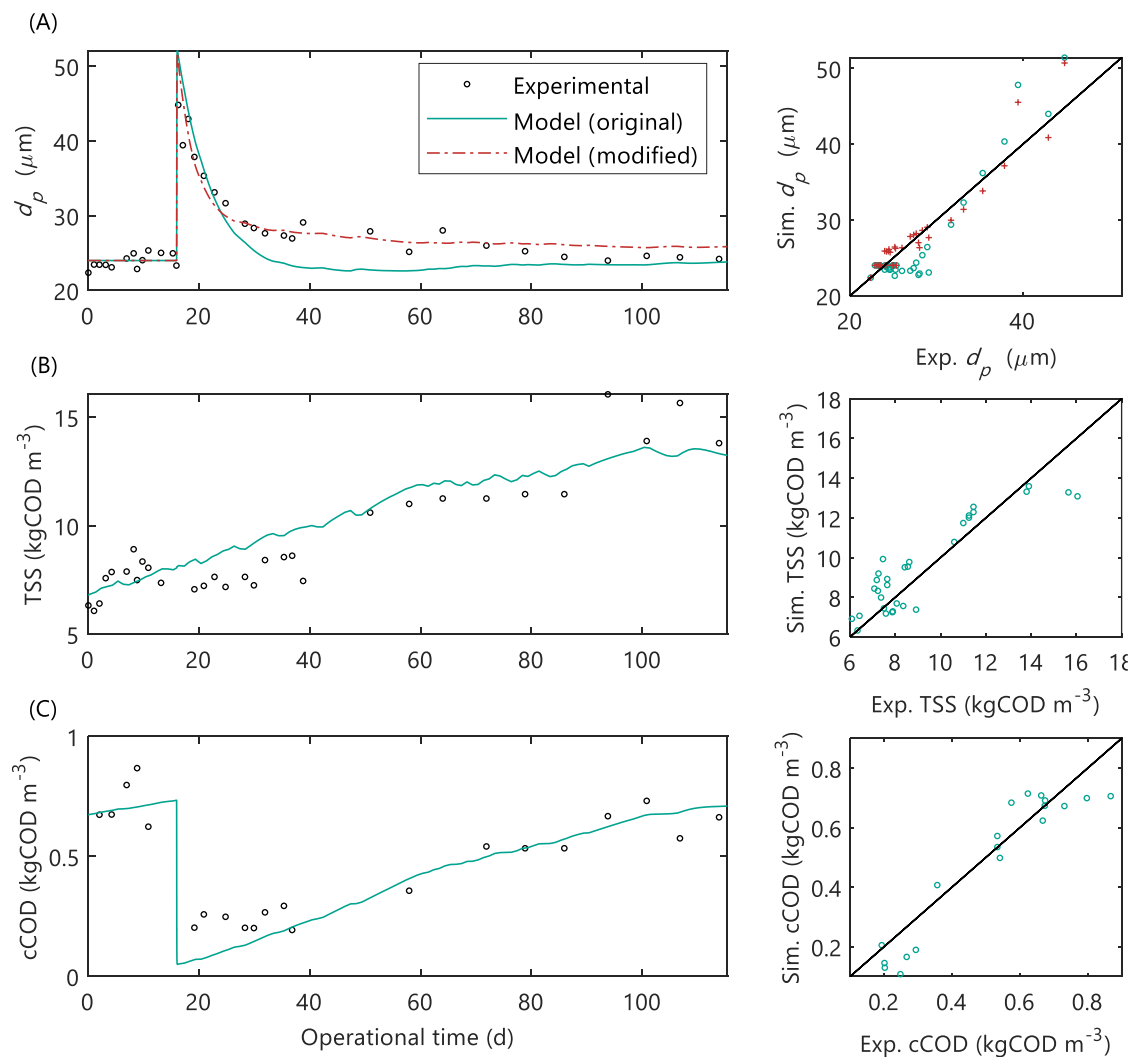 (A)
50
40
30
20
d_p (μm)
Experimental
Model (original)
Model (modified)
0 20 40 60 80 100
50
40
30
20
Sim. d_p (μm)
20 40
Exp. d_p (μm)
(B)
15
10
5
TSS (kgCOD m⁻³)
0 20 40 60 80 100
18
16
14
12
10
8
6
Sim. TSS (kgCOD m⁻³)
6 8 10 12 14 16 18
Exp. TSS (kgCOD m⁻³)
(C)
1
0.5
0
cCOD (kgCOD m⁻³)
0 20 40 60 80 100
Operational time (d)
0.8
0.6
0.4
0.2
Sim. cCOD (kgCOD m⁻³)
0.2 0.4 0.6 0.8
Exp. cCOD (kgCOD m⁻³)